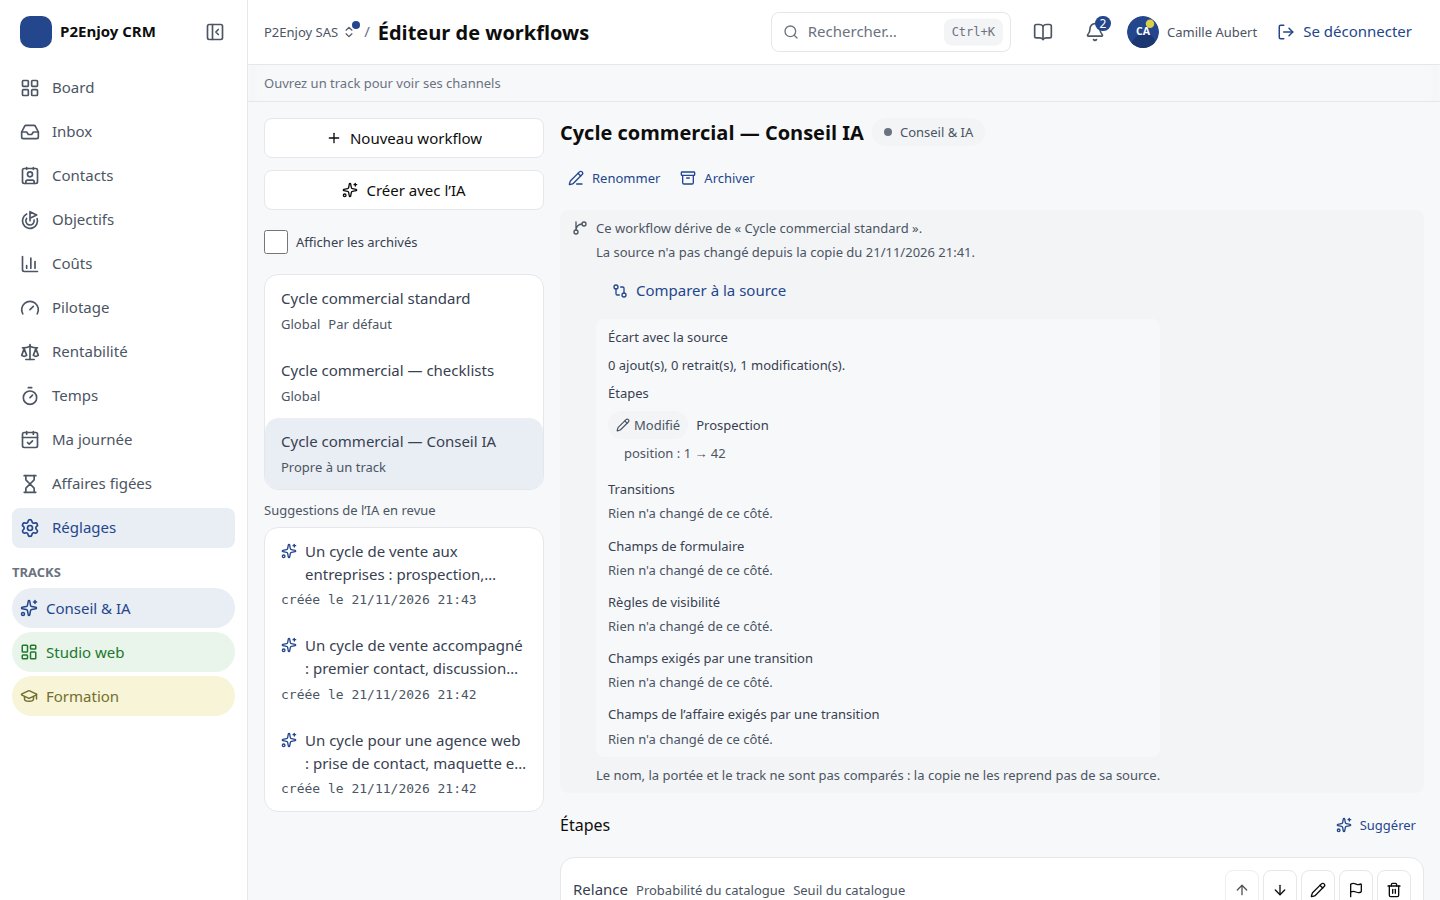 P2Enjoy CRM
Board
Inbox
Contacts
Objectifs
Coûts
Pilotage
Rentabilité
Temps
Ma journée
Affaires figées
Réglages
TRACKS
Conseil & IA
Studio web
Formation
P2Enjoy SAS / Éditeur de workflows
Rechercher... Ctrl+K
2
CA Camille Aubert
Se déconnecter
Ouvrez un track pour voir ses channels
Nouveau workflow
Créer avec l'IA
Afficher les archivés
Cycle commercial standard
Global Par défaut
Cycle commercial — checklists
Global
Cycle commercial — Conseil IA
Propre à un track
Suggestions de l'IA en revue
Un cycle de vente aux
entreprises : prospection,...
créée le 21/11/2026 21:43
Un cycle de vente accompagné
: premier contact, discussion...
créée le 21/11/2026 21:42
Un cycle pour une agence web
: prise de contact, maquette e...
créée le 21/11/2026 21:42
Cycle commercial — Conseil IA Conseil & IA
Renommer Archiver
Ce workflow dérive de « Cycle commercial standard ».
La source n'a pas changé depuis la copie du 21/11/2026 21:41.
Comparer à la source
Écart avec la source
0 ajout(s), 0 retrait(s), 1 modification(s).
Étapes
Modifié Prospection
position : 1 → 42
Transitions
Rien n'a changé de ce côté.
Champs de formulaire
Rien n'a changé de ce côté.
Règles de visibilité
Rien n'a changé de ce côté.
Champs exigés par une transition
Rien n'a changé de ce côté.
Champs de l'affaire exigés par une transition
Rien n'a changé de ce côté.
Le nom, la portée et le track ne sont pas comparés : la copie ne les reprend pas de sa source.
Étapes Suggérer
Relance Probabilité du catalogue Seuil du catalogue